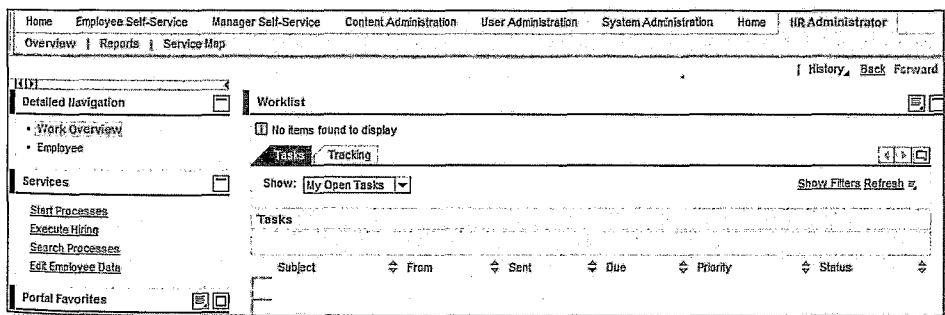 Home Employee Self-Service Manager Self-Service Content Administration User Administration System Administration Home HR Administrator
Overview | Reports | Service Map
History Back Forward
Detailed Navigation
• Work Overview
• Employee
Services
Start Processes
Execute Hiring
Search Processes
Edit Employee Data
Portal Favorites
Worklist
No items found to display
Tasks Tracking
Show: My Open Tasks Show Filters Refresh
Tasks
Subject From Sent Due Priority Status